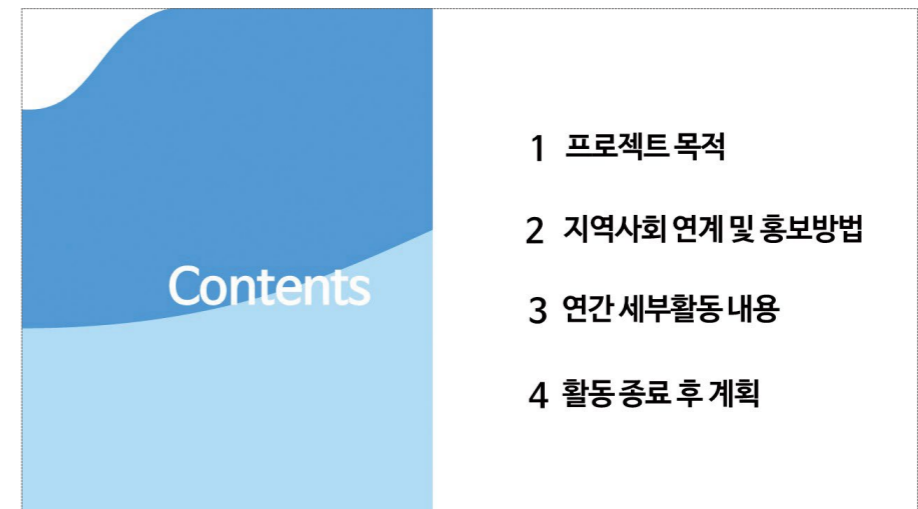 Contents
1 프로젝트 목적
2 지역사회 연계 및 홍보방법
3 연간 세부활동 내용
4 활동 종료 후 계획